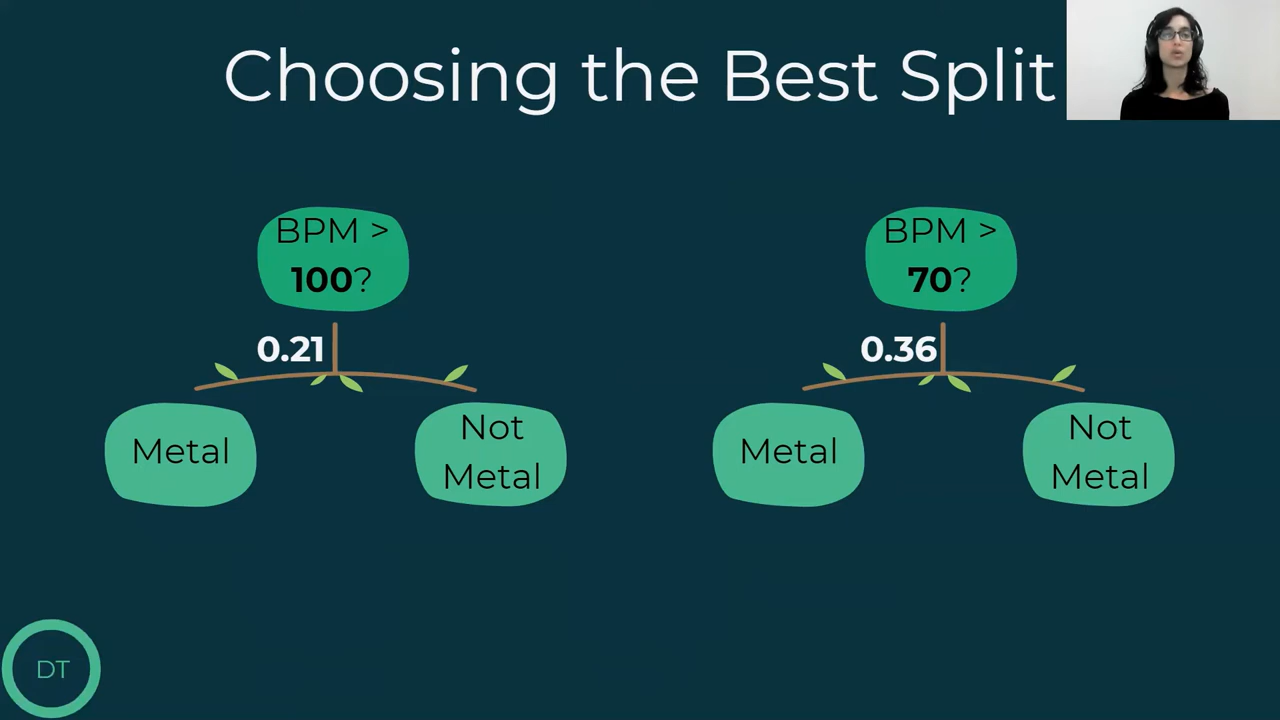 Choosing the Best Split
BPM >
100?
0.21
Metal
Not
Metal
BPM >
70?
0.36
Metal
Not
Metal
DT